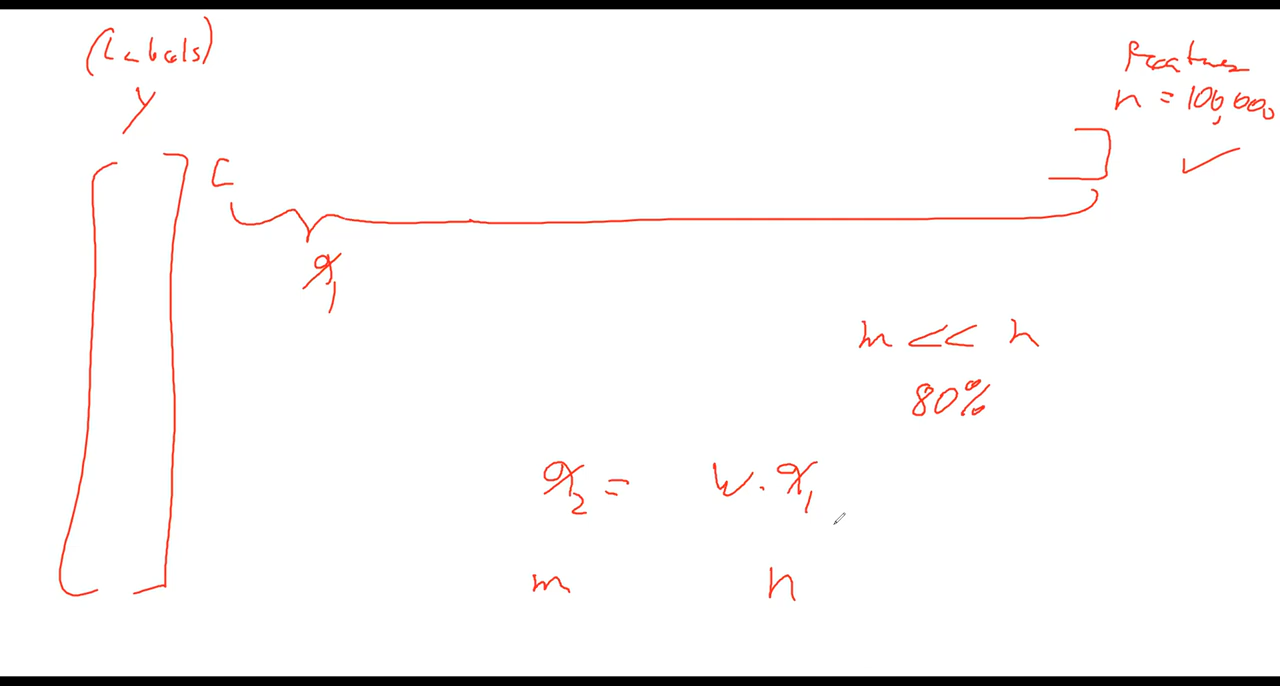 (Labels)
y
Features
n = 100,000
x₁
m << n
80%
x₂ = W · x₁
m n